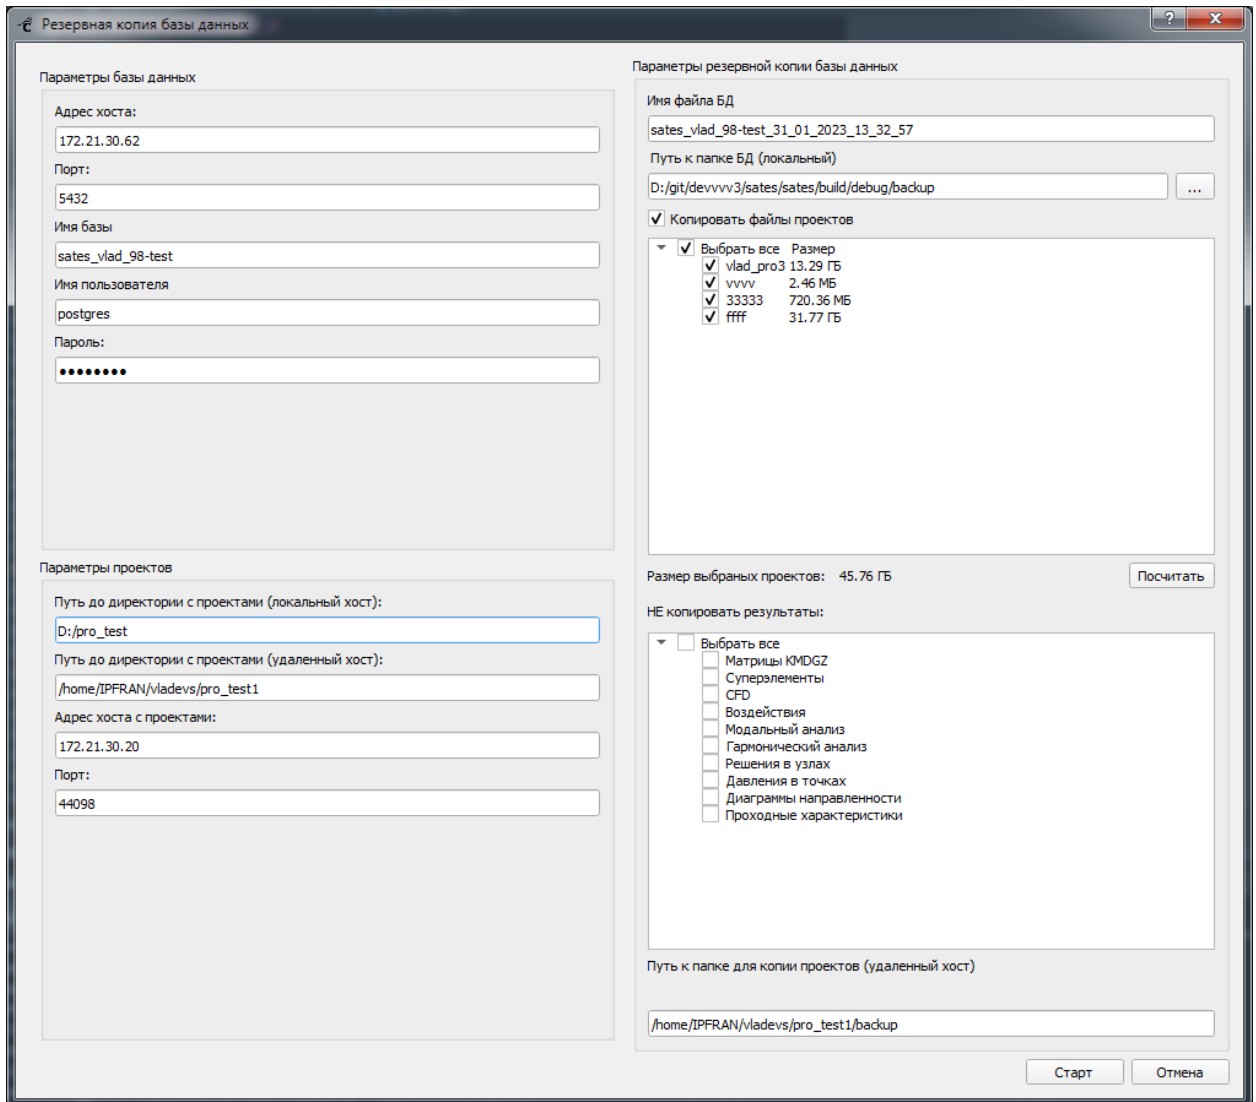 Резервная копия базы данных
?
X
Параметры базы данных
Адрес хоста:
172.21.30.62
Порт:
5432
Имя базы
sates_vlad_98-test
Имя пользователя
postgres
Пароль:
●●●●●●●●
Параметры проектов
Путь до директории с проектами (локальный хост):
D:/pro_test
Путь до директории с проектами (удаленный хост):
/home/IPFRAN/vladevs/pro_test1
Адрес хоста с проектами:
172.21.30.20
Порт:
44098
Параметры резервной копии базы данных
Имя файла БД
sates_vlad_98-test_31_01_2023_13_32_57
Путь к папке БД (локальный)
D:/git/devvvv3/sates/sates/build/debug/backup
...
Копировать файлы проектов
Выбрать все Размер
vlad_pro3 13.29 ГБ
vvvv 2.46 МБ
33333 720.36 МБ
ffff 31.77 ГБ
Размер выбраных проектов: 45.76 ГБ
Посчитать
НЕ копировать результаты:
Выбрать все
Матрицы KMDGZ
Суперэлементы
CFD
Воздействия
Модальный анализ
Гармонический анализ
Решения в узлах
Давления в точках
Диаграммы направленности
Проходные характеристики
Путь к папке для копии проектов (удаленный хост)
/home/IPFRAN/vladevs/pro_test1/backup
Старт
Отмена